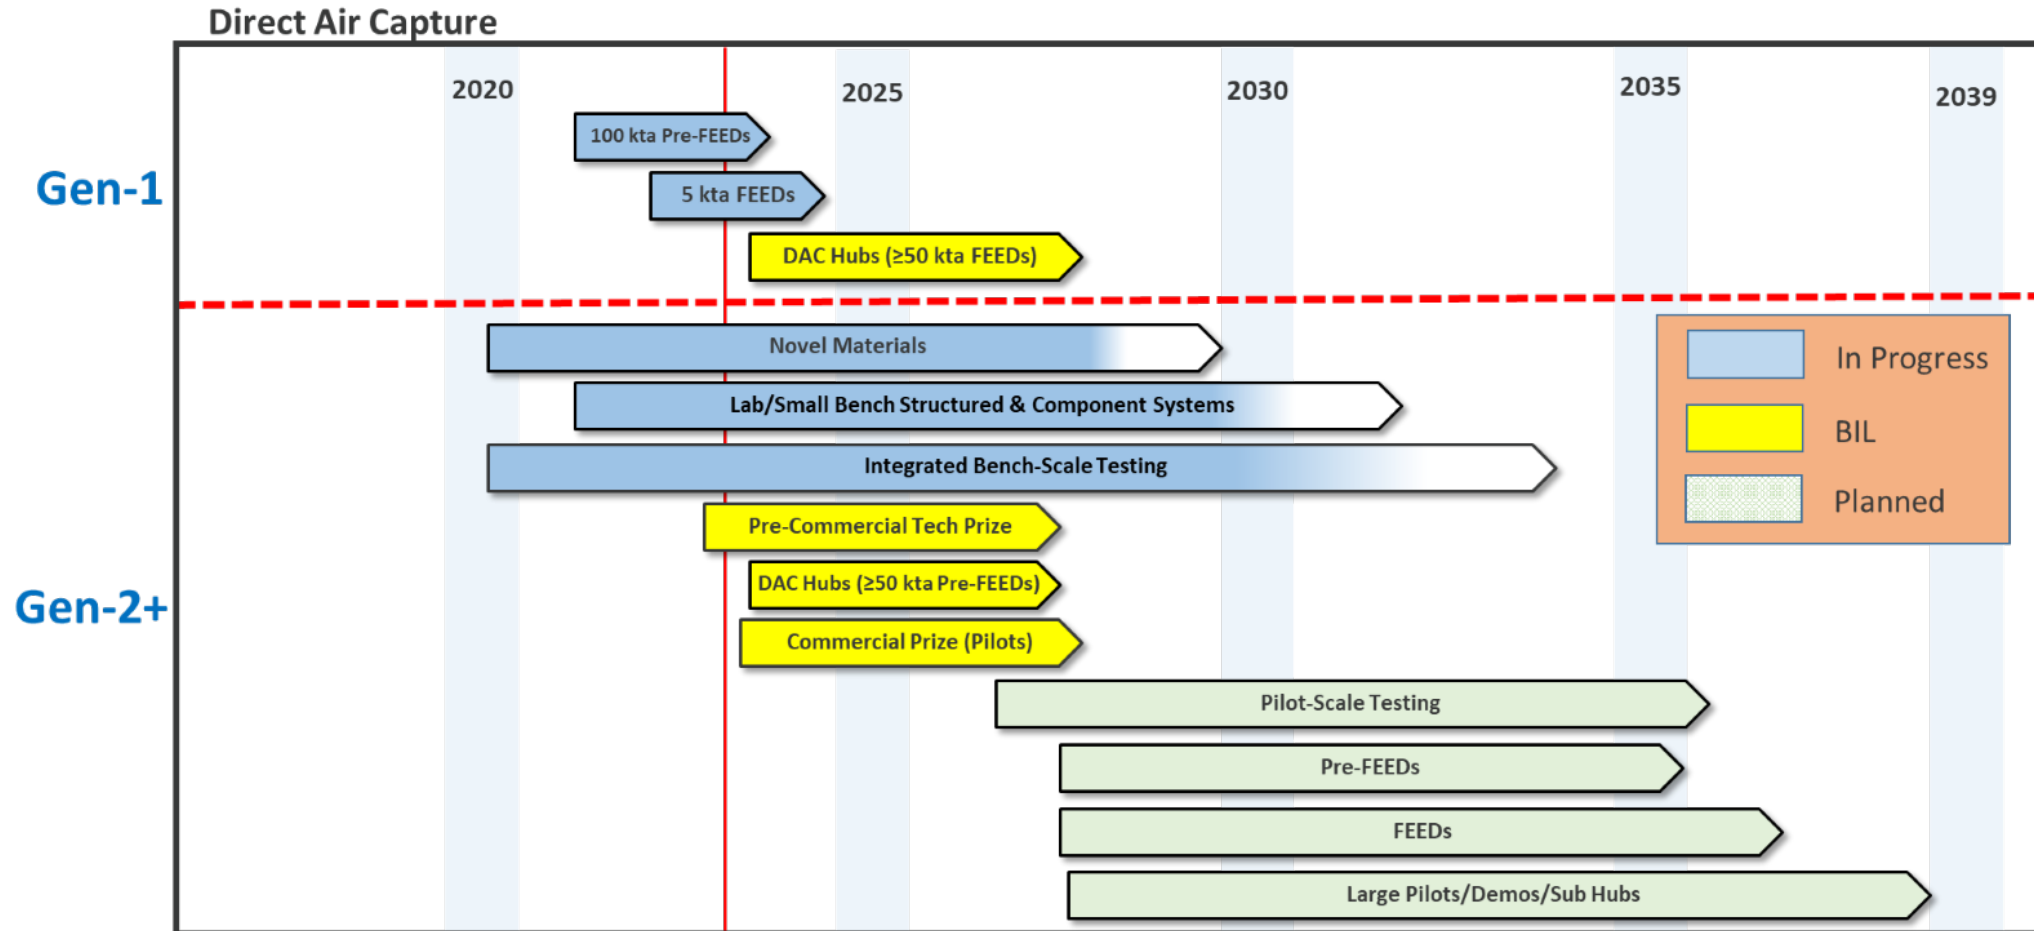 Direct Air Capture
2020
2025
2030
2035
2039
Gen-1
100 kta Pre-FEEDs
5 kta FEEDs
DAC Hubs (≥50 kta FEEDs)
Novel Materials
Lab/Small Bench Structured & Component Systems
Integrated Bench-Scale Testing
In Progress
BIL
Planned
Gen-2+
Pre-Commercial Tech Prize
DAC Hubs (≥50 kta Pre-FEEDs)
Commercial Prize (Pilots)
Pilot-Scale Testing
Pre-FEEDs
FEEDs
Large Pilots/Demos/Sub Hubs